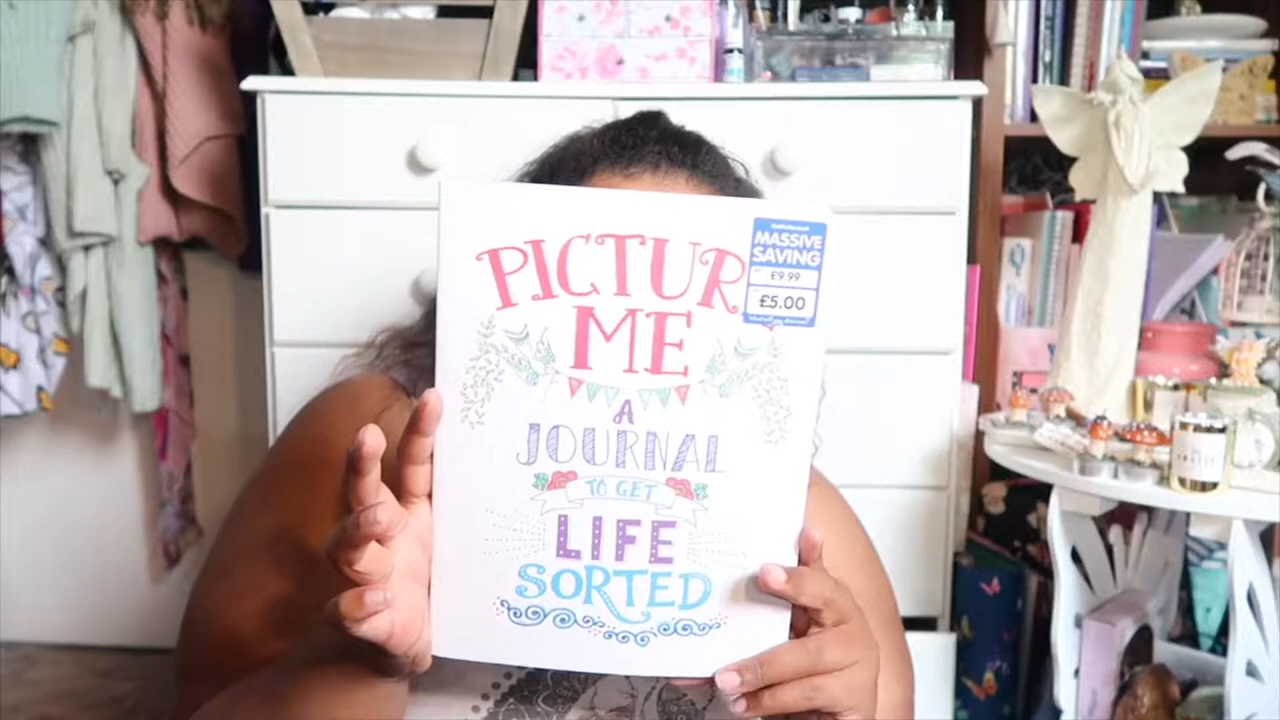 PICTUR
ME
A
JOURNAL
TO GET
LIFE
SORTED
MASSIVE
SAVING
£9.99
£5.00